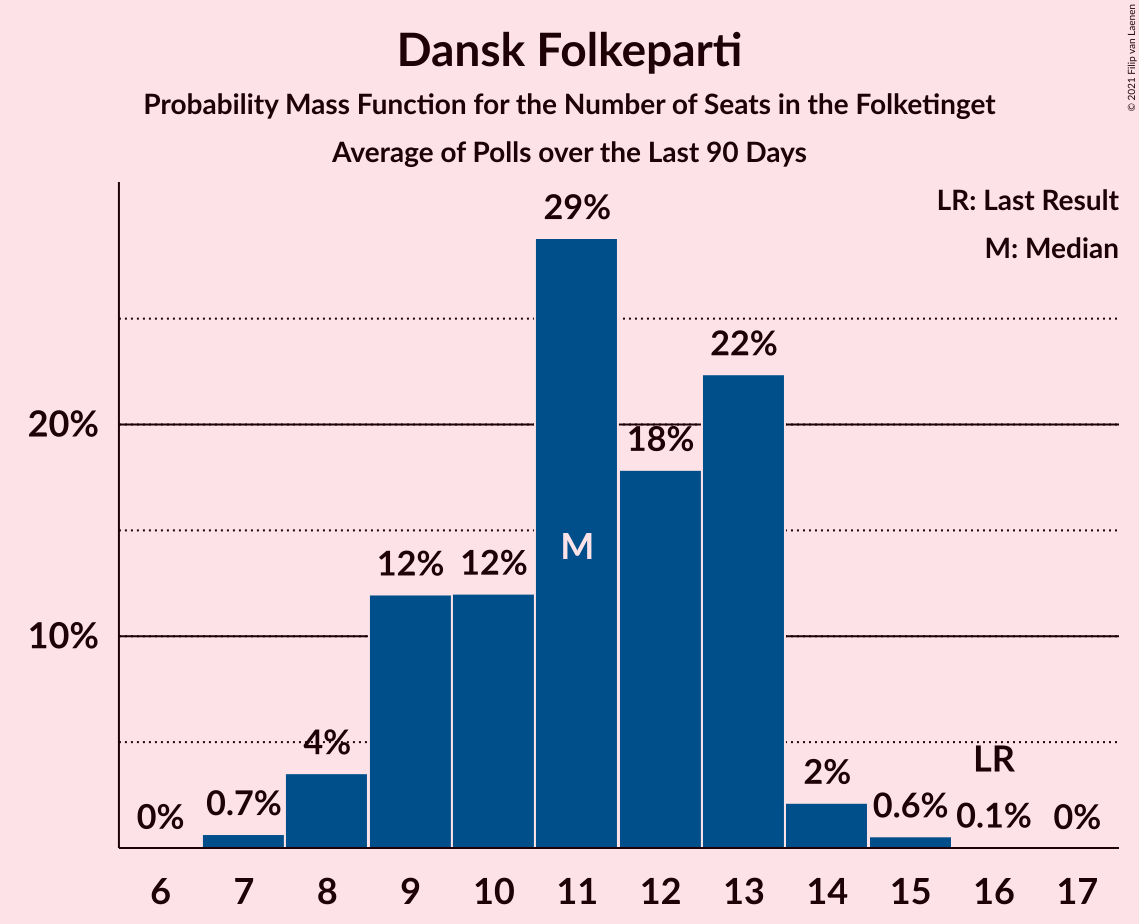 Dansk Folkeparti
Probability Mass Function for the Number of Seats in the Folketinget
Average of Polls over the Last 90 Days
© 2021 Filip van Laenen
LR: Last Result
M: Median
29%
22%
20%
18%
M
12%
12%
10%
4%
LR
2%
0%
0.7%
0.6%
0.1%
0%
6 7 8 9 10 11 12 13 14 15 16 17